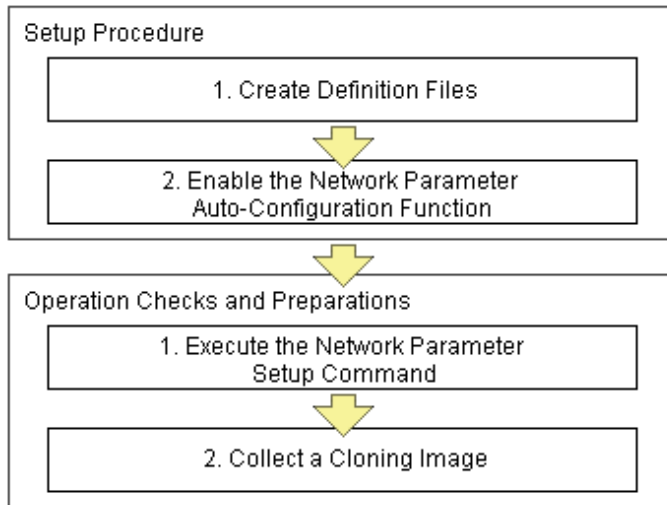 Setup Procedure
1. Create Definition Files
2. Enable the Network Parameter
Auto-Configuration Function
Operation Checks and Preparations
1. Execute the Network Parameter
Setup Command
2. Collect a Cloning Image